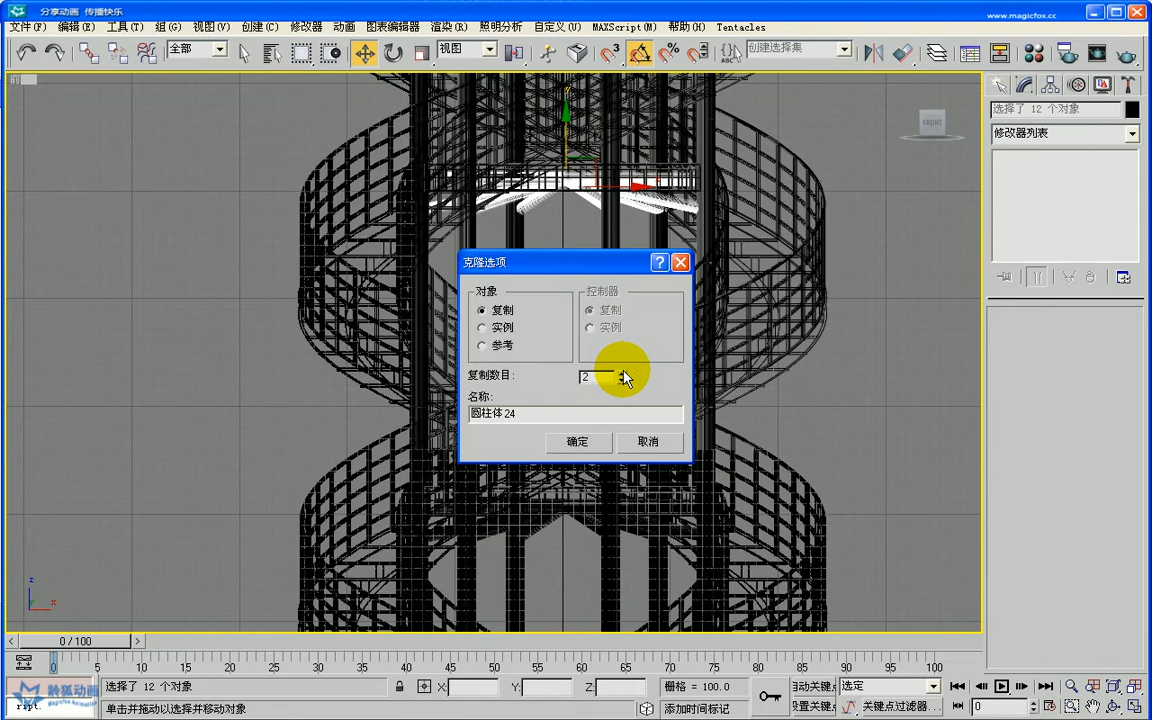 分享动画 传播快乐
www.magicfox.cc
文件(F) 编辑(E) 工具(T) 组(G) 视图(V) 创建(C) 修改器 动画 图表编辑器 渲染(R) 照明分析 自定义(U) MAXScript(M) 帮助(H) Tentacles
全部
视图
创建选择集
选择了 12 个对象
修改器列表
FRONT
克隆选项
对象
控制器
复制
复制
实例
实例
参考
复制数目:
2
名称:
圆柱体24
确定
取消
z
x
0 / 100
0 5 10 15 20 25 30 35 40 45 50 55 60 65 70 75 80 85 90 95 100
龄狐动画
Magicfox Animation
选择了 12 个对象
X:
Y:
Z:
栅格 = 100.0
自动关键点
选定
ript.
单击并拖动以选择并移动对象
添加时间标记
设置关键点
关键点过滤器...
0